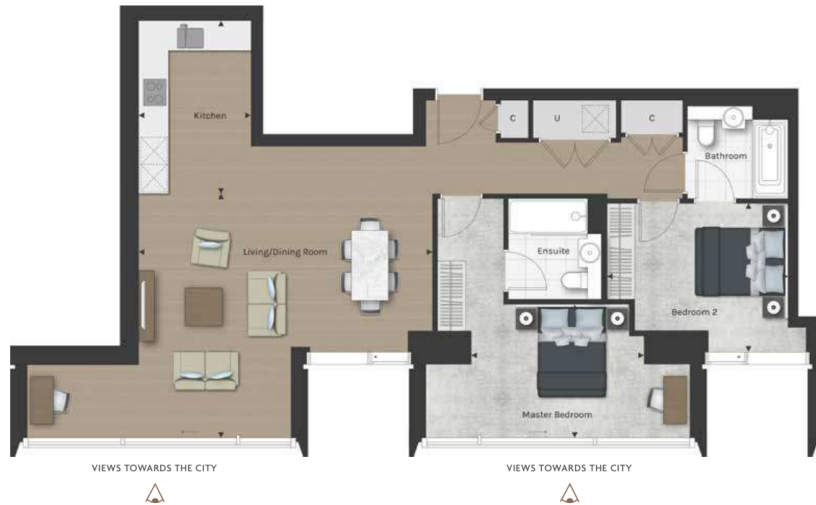 Kitchen
C
U
C
Bathroom
Living/Dining Room
Ensuite
Bedroom 2
Master Bedroom
VIEWS TOWARDS THE CITY
VIEWS TOWARDS THE CITY